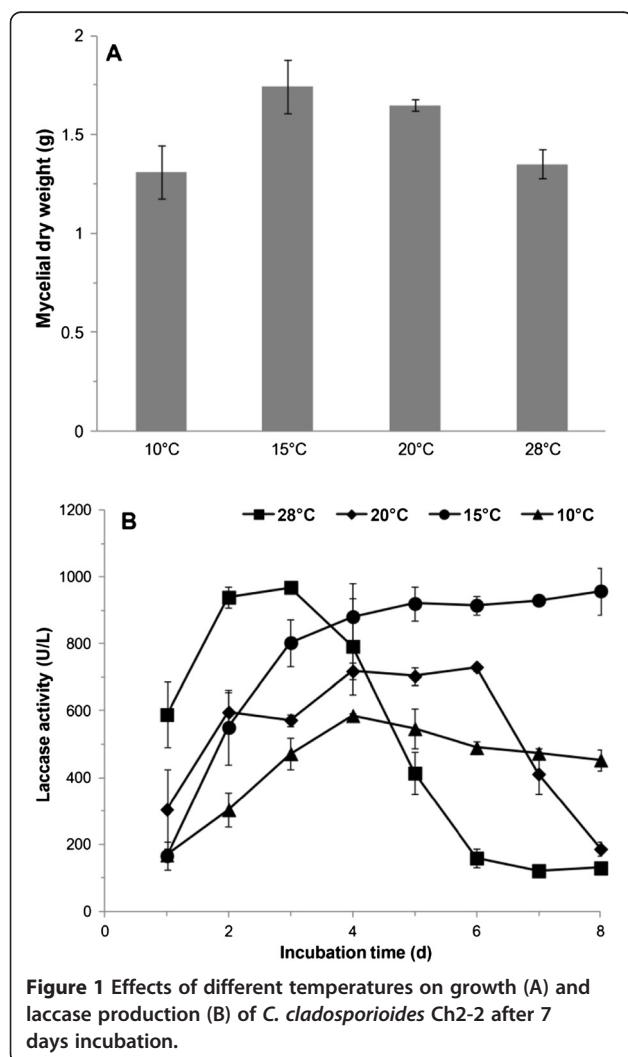 A
2
1.5
1
0.5
0
Mycelial dry weight (g)
10°C 15°C 20°C 28°C
B
28°C 20°C 15°C 10°C
1200
1000
800
600
400
200
0
Laccase activity (U/L)
0 2 4 6 8
Incubation time (d)
Figure 1 Effects of different temperatures on growth (A) and
laccase production (B) of C. cladosporioides Ch2-2 after 7
days incubation.